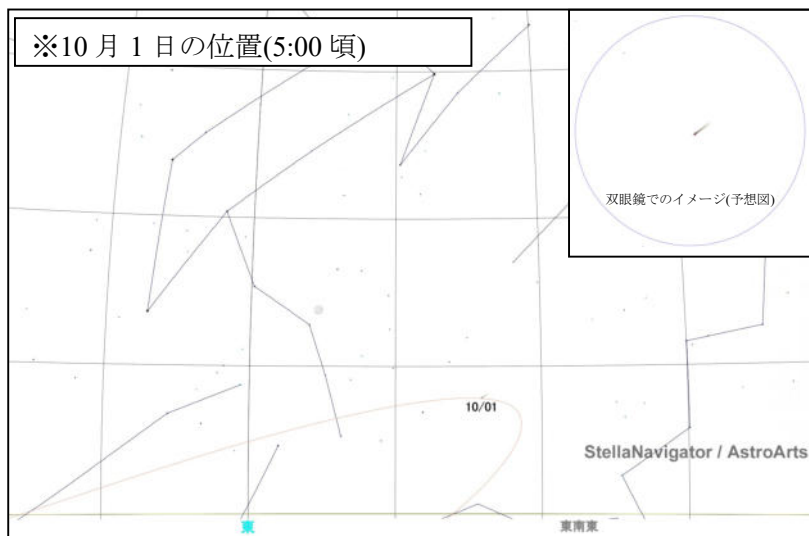 ※10月1日の位置(5:00頃)
双眼鏡でのイメージ(予想図)
10/01
StellaNavigator / AstroArts
東
東南東